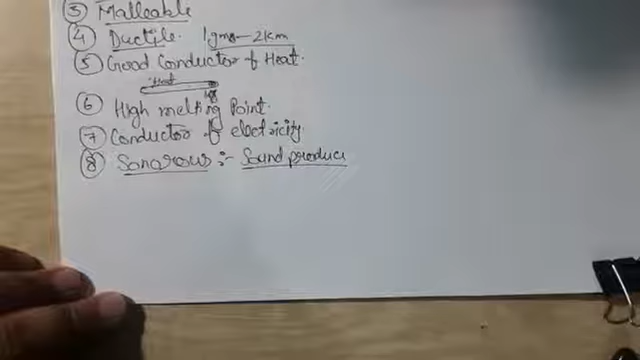 ③ Malleable
④ Ductile. 1gm - 2km
⑤ Good Conductor of Heat.
Heat
⑥ High melting Point.
⑦ Conductor of electricity.
⑧ Sonorous :- Sound produce